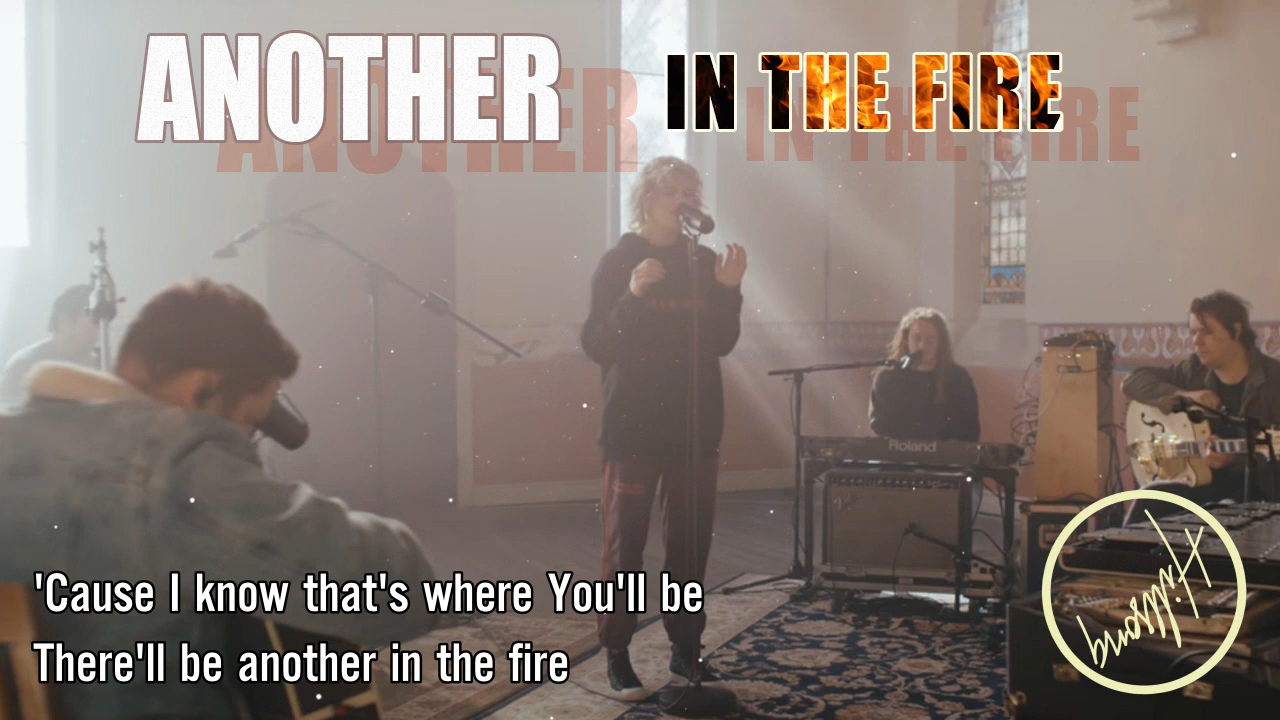 ANOTHER IN THE FIRE
Roland
'Cause I know that's where You'll be
There'll be another in the fire
Hillsong